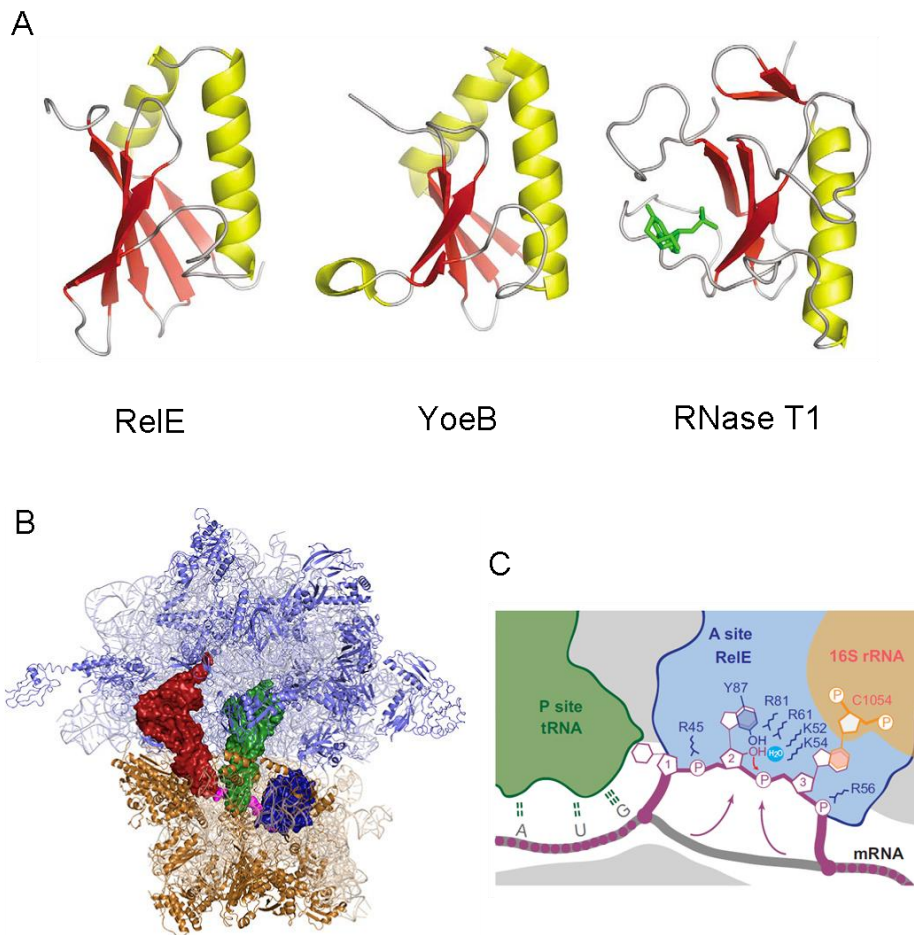 A
RelE YoeB RNase T1
B
C
A site
RelE
16S rRNA
P site
tRNA
Y87
R81
R61
K52
K54
C1054
R45
OH
OH
H₂O
R56
P
P
P
P
P
1
2
3
A U G
mRNA